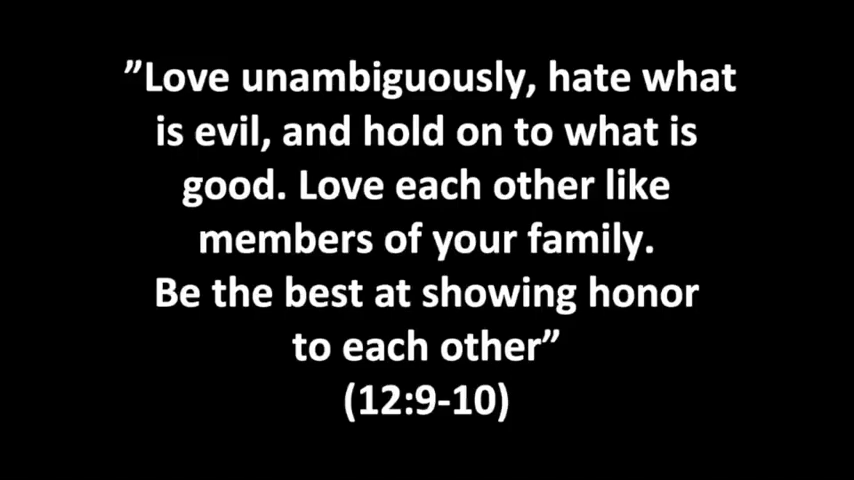 ”Love unambiguously, hate what
is evil, and hold on to what is
good. Love each other like
members of your family.
Be the best at showing honor
to each other”
(12:9-10)